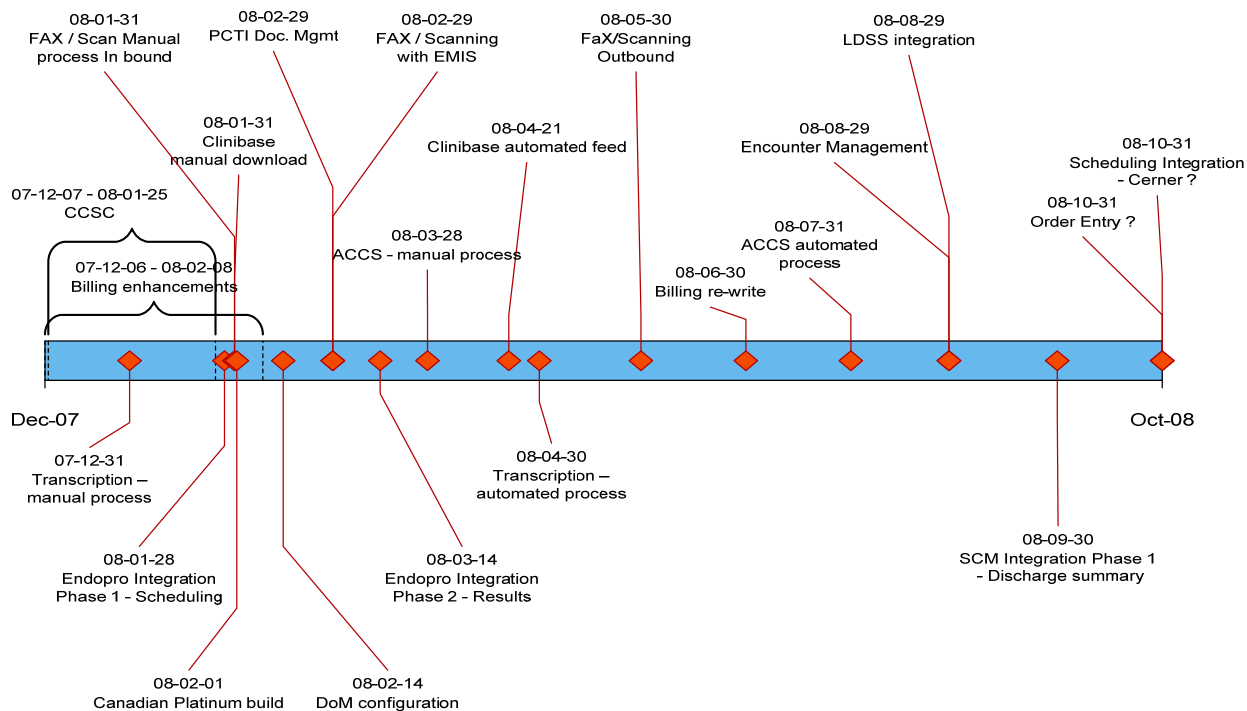 08-01-31
FAX / Scan Manual
process In bound
08-02-29
PCTI Doc. Mgmt
08-02-29
FAX / Scanning
with EMIS
08-05-30
FaX/Scanning
Outbound
08-08-29
LDSS integration
08-01-31
Clinibase
manual download
08-04-21
Clinibase automated feed
08-08-29
Encounter Management
08-10-31
Scheduling Integration
- Cerner ?
07-12-07 - 08-01-25
CCSC
08-10-31
Order Entry ?
08-03-28
ACCS - manual process
08-07-31
ACCS automated
process
07-12-06 - 08-02-08
Billing enhancements
08-06-30
Billing re-write
Dec-07
Oct-08
07-12-31
Transcription –
manual process
08-04-30
Transcription –
automated process
08-01-28
Endopro Integration
Phase 1 - Scheduling
08-03-14
Endopro Integration
Phase 2 - Results
08-09-30
SCM Integration Phase 1
- Discharge summary
08-02-01
Canadian Platinum build
08-02-14
DoM configuration